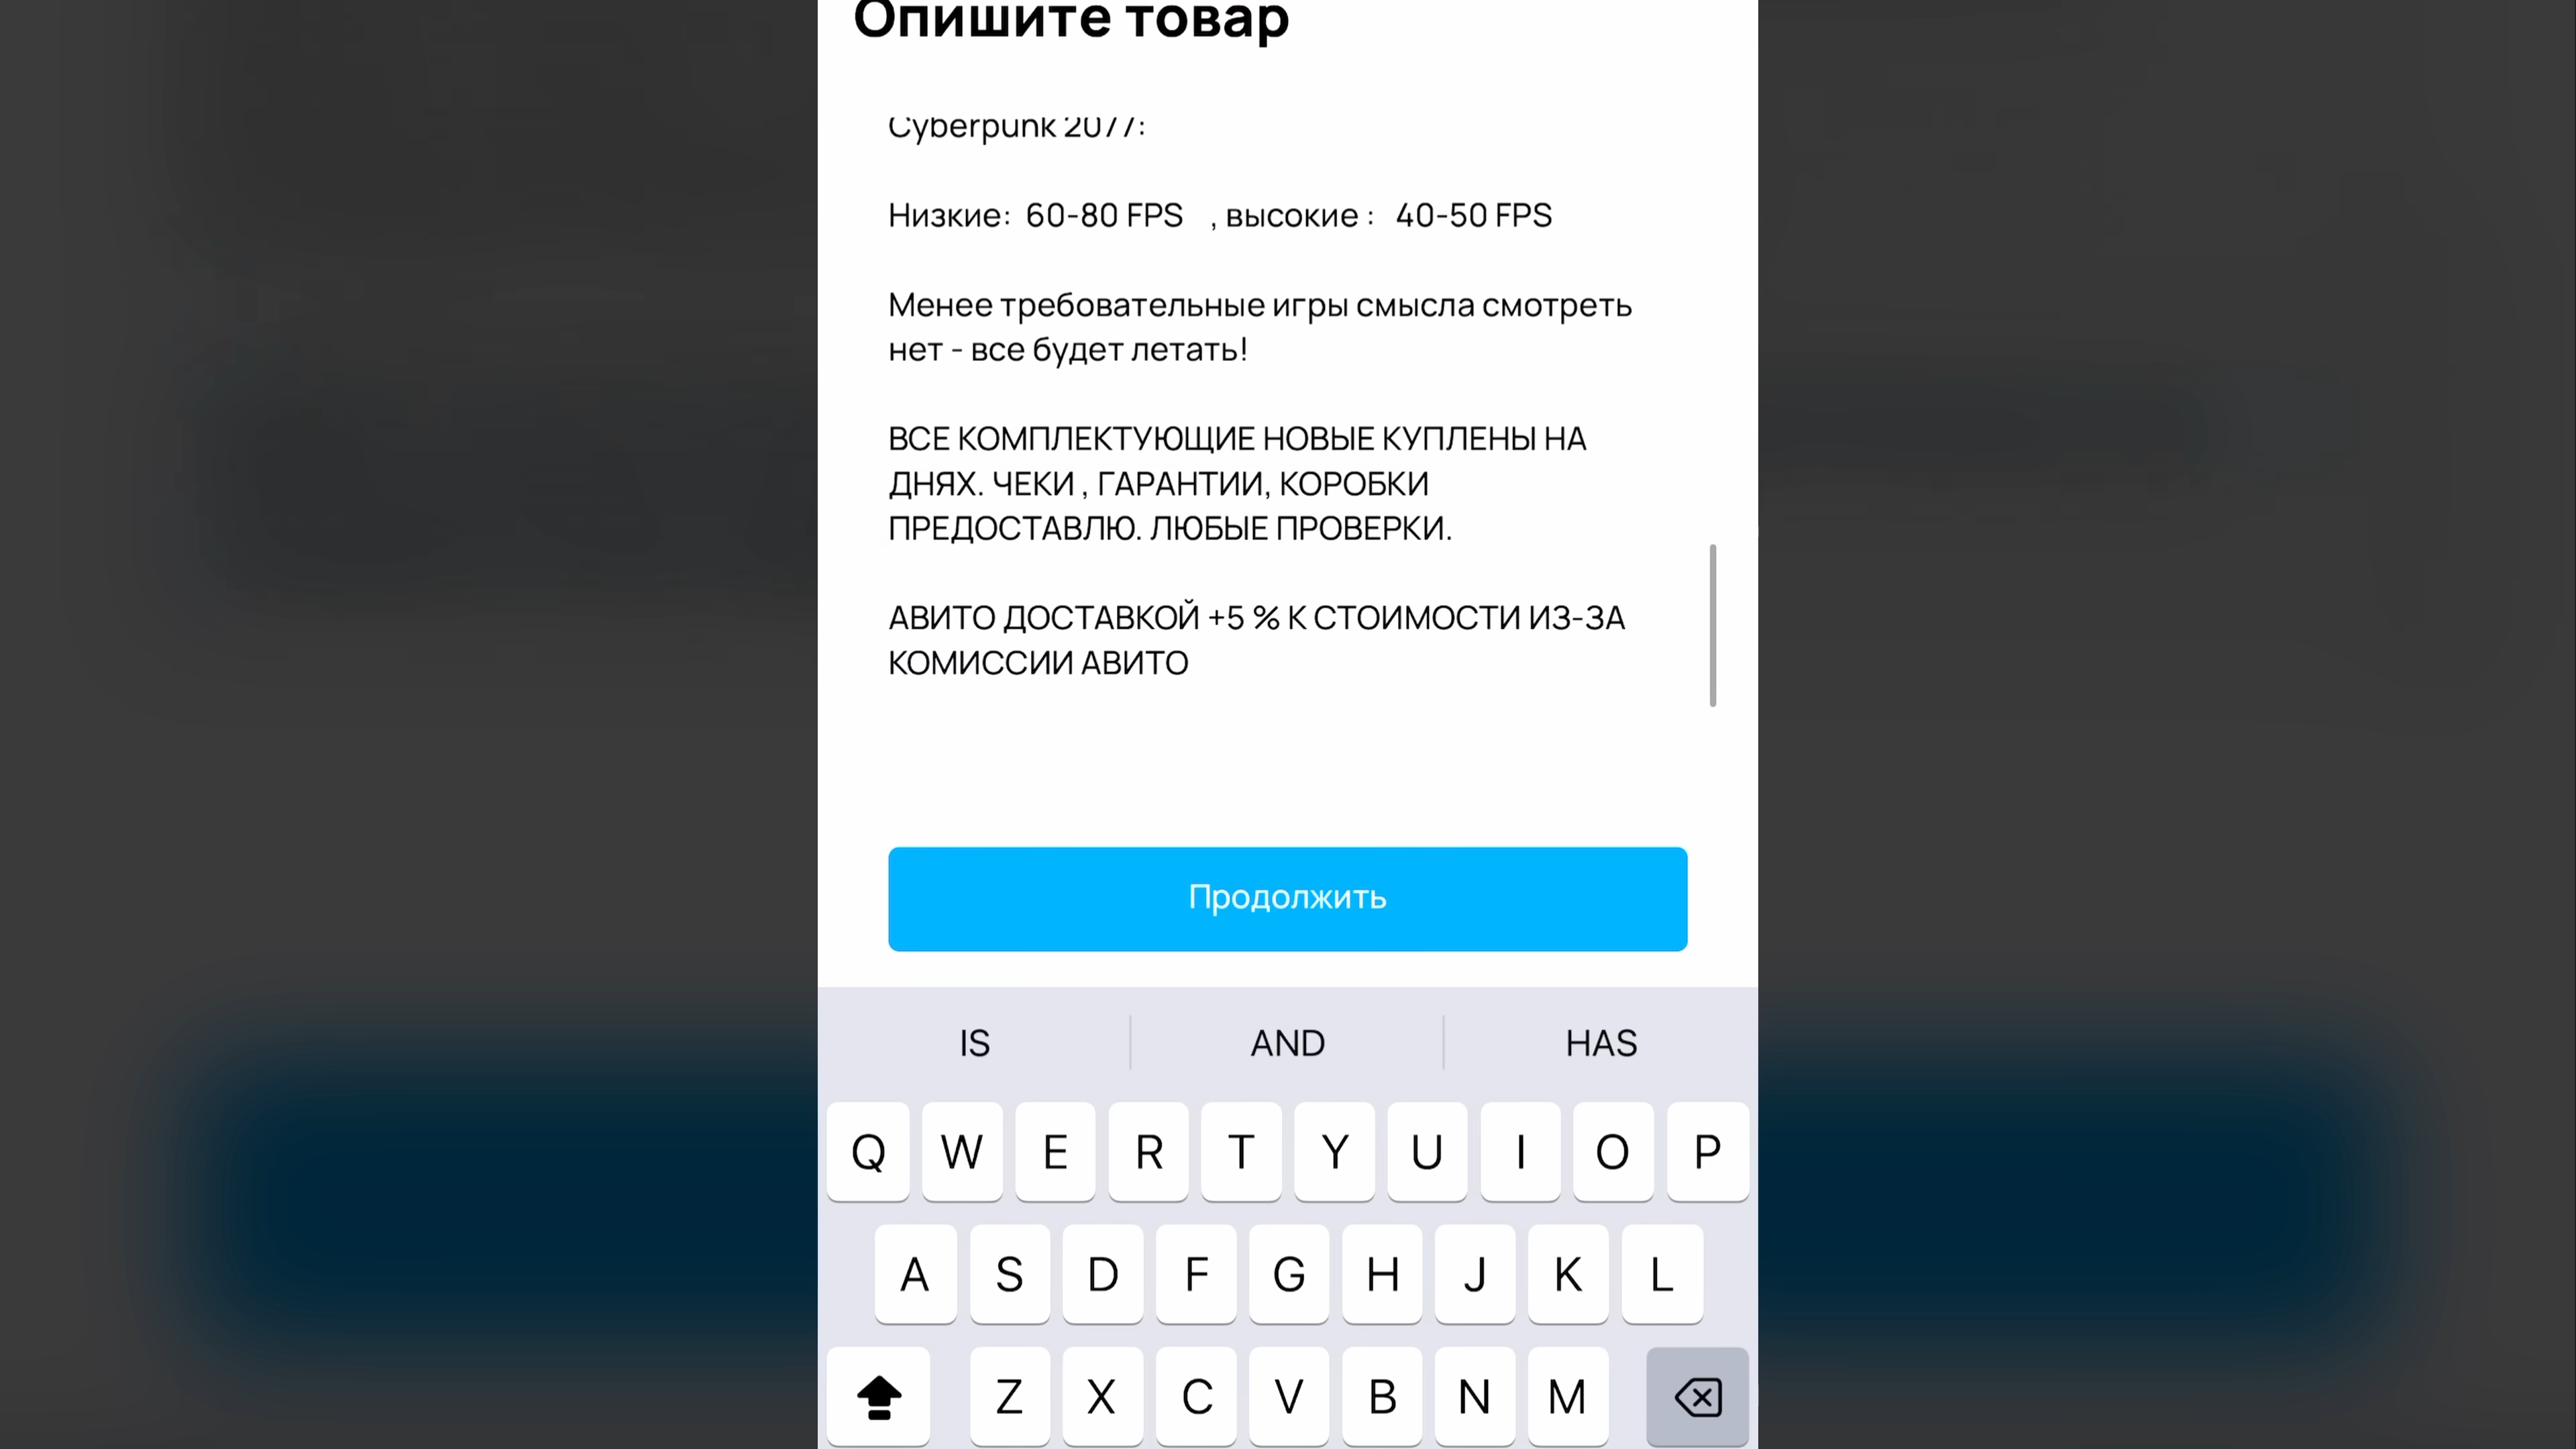 Опишите товар
Cyberpunk 2077:
Низкие:  60-80 FPS   , высокие :   40-50 FPS
Менее требовательные игры смысла смотреть
нет - все будет летать!
ВСЕ КОМПЛЕКТУЮЩИЕ НОВЫЕ КУПЛЕНЫ НА
ДНЯХ. ЧЕКИ , ГАРАНТИИ, КОРОБКИ
ПРЕДОСТАВЛЮ. ЛЮБЫЕ ПРОВЕРКИ.
АВИТО ДОСТАВКОЙ +5 % К СТОИМОСТИ ИЗ-ЗА
КОМИССИИ АВИТО
Продолжить
IS AND HAS
Q W E R T Y U I O P
A S D F G H J K L
Z X C V B N M